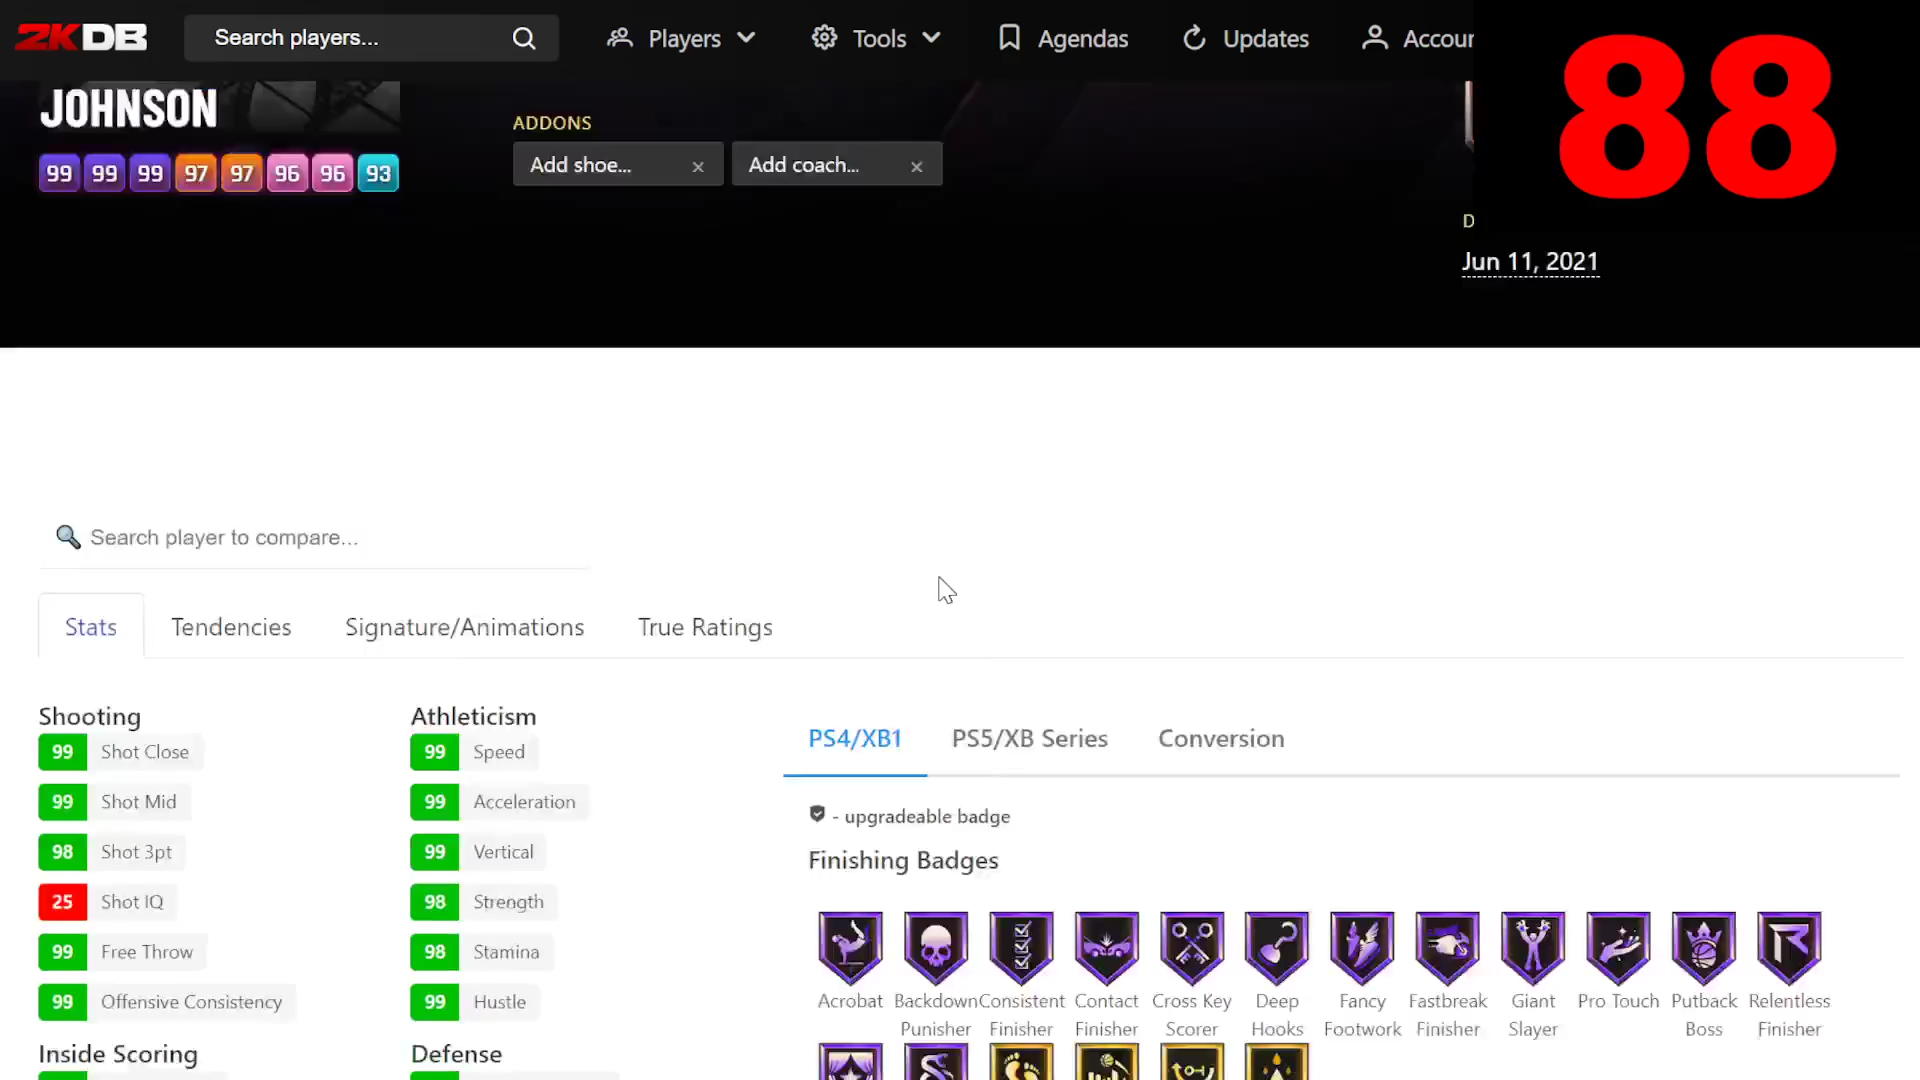 2KDB
Search players...
Players
Tools
Agendas
Updates
Accoun
88
JOHNSON
99 99 99 97 97 96 96 93
ADDONS
Add shoe... ×
Add coach... ×
D
Jun 11, 2021
Search player to compare...
Stats
Tendencies
Signature/Animations
True Ratings
Shooting
99 Shot Close
99 Shot Mid
98 Shot 3pt
25 Shot IQ
99 Free Throw
99 Offensive Consistency
Inside Scoring
Athleticism
99 Speed
99 Acceleration
99 Vertical
98 Strength
98 Stamina
99 Hustle
Defense
PS4/XB1
PS5/XB Series
Conversion
- upgradeable badge
Finishing Badges
Acrobat
Backdown
Punisher
Consistent
Finisher
Contact
Finisher
Cross Key
Scorer
Deep
Hooks
Fancy
Footwork
Fastbreak
Finisher
Giant
Slayer
Pro Touch
Putback
Boss
Relentless
Finisher